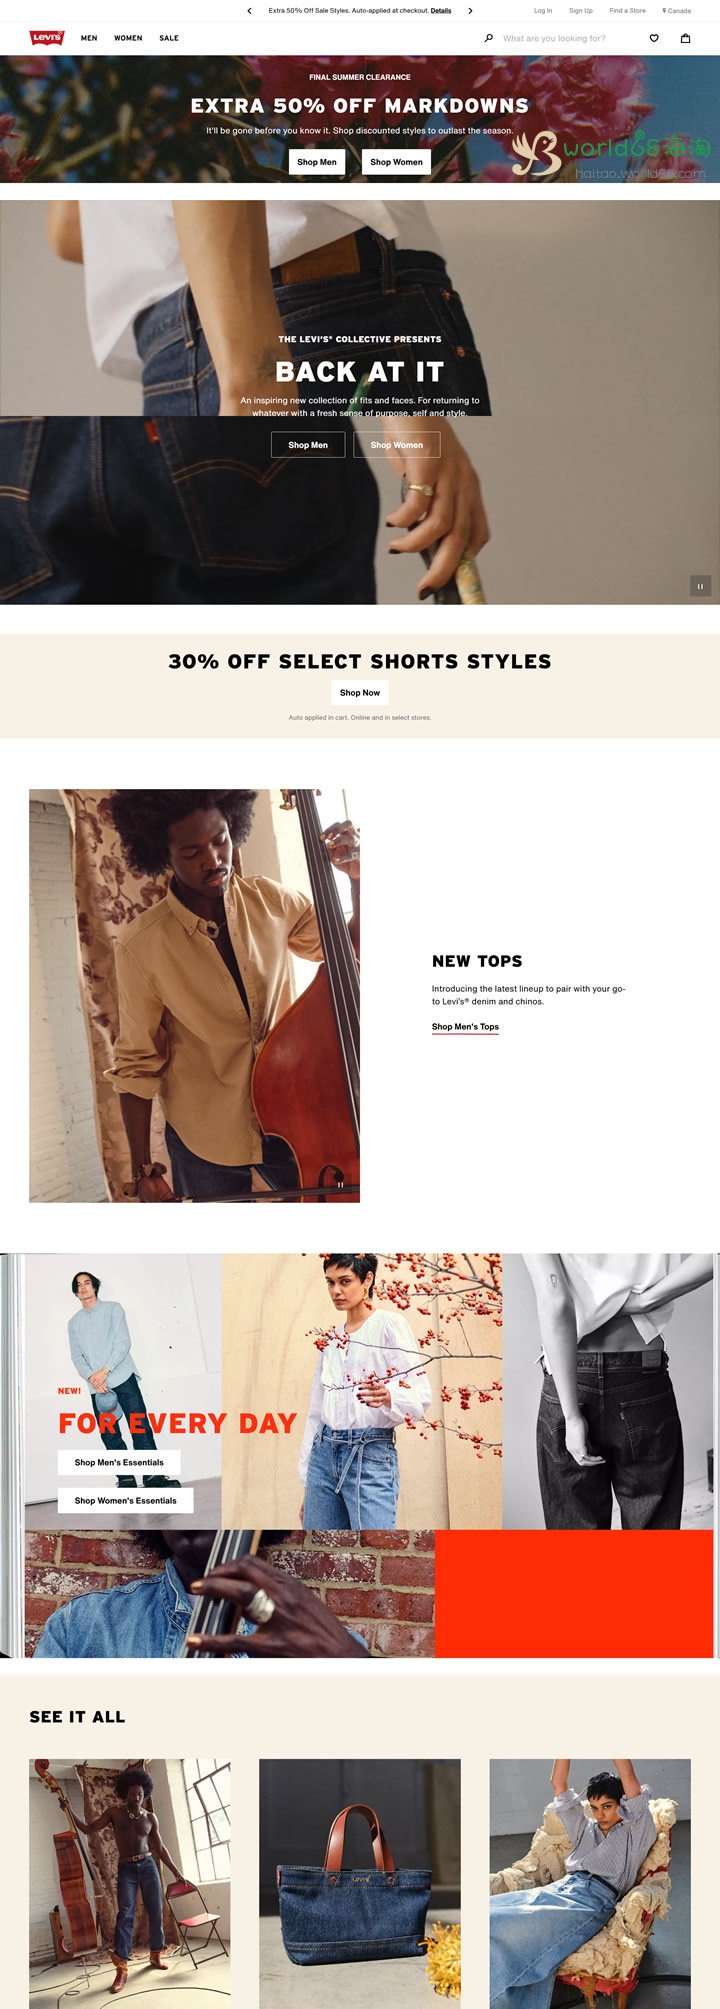 Extra 50% Off Sale Styles. Auto-applied at checkout. Details
Log In
Sign Up
Find a Store
Canada
Levi's
MEN
WOMEN
SALE
What are you looking for?
FINAL SUMMER CLEARANCE
EXTRA 50% OFF MARKDOWNS
It'll be gone before you know it. Shop discounted styles to outlast the season.
Shop Men
Shop Women
world68海淘
haitao.world68.com
THE LEVI'S® COLLECTIVE PRESENTS
BACK AT IT
An inspiring new collection of fits and faces. For returning to
whatever with a fresh sense of purpose, self and style.
Shop Men
Shop Women
30% OFF SELECT SHORTS STYLES
Shop Now
Auto applied in cart. Online and in select stores.
NEW TOPS
Introducing the latest lineup to pair with your go-
to Levi's® denim and chinos.
Shop Men's Tops
NEW!
FOR EVERY DAY
Shop Men's Essentials
Shop Women's Essentials
SEE IT ALL
Levi's